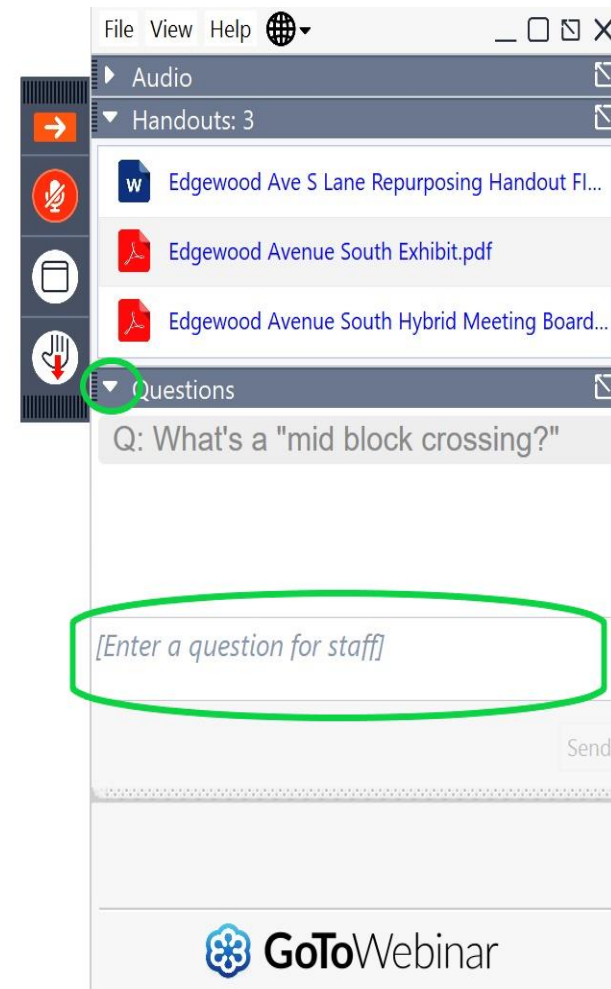 File View Help
Audio
Handouts: 3
W Edgewood Ave S Lane Repurposing Handout FI...
Edgewood Avenue South Exhibit.pdf
Edgewood Avenue South Hybrid Meeting Board...
Questions
Q: What's a "mid block crossing?"
[Enter a question for staff]
Send
GoToWebinar